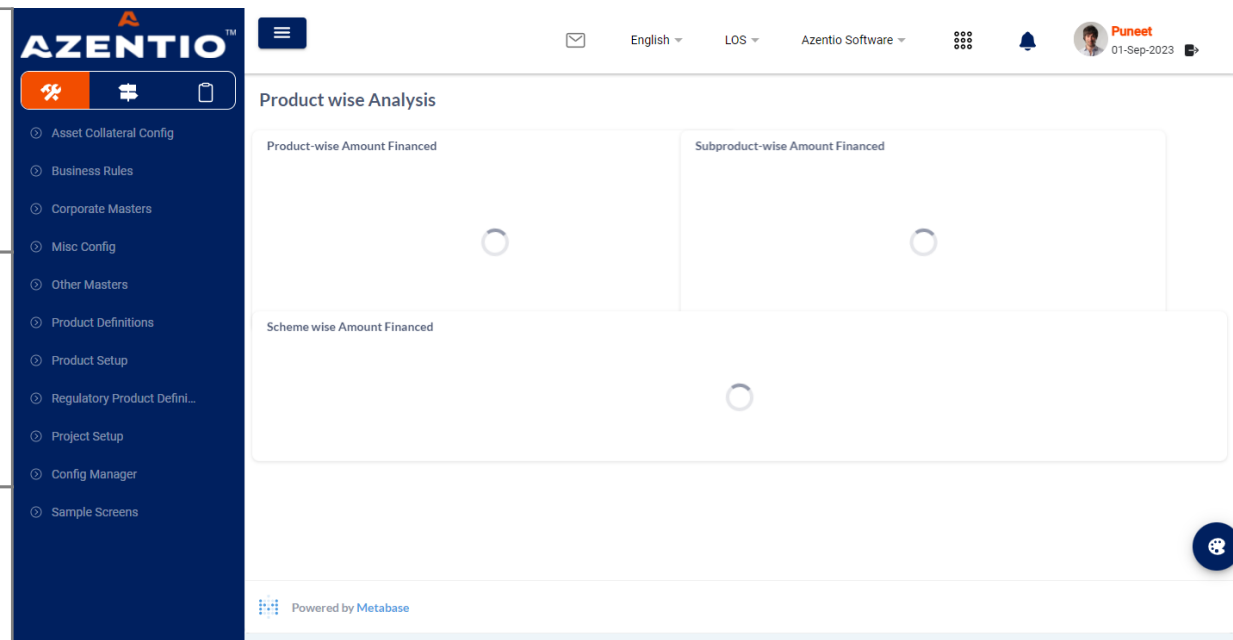 AZENTIO™
English
LOS
Azentio Software
Puneet
01-Sep-2023
Asset Collateral Config
Business Rules
Corporate Masters
Misc Config
Other Masters
Product Definitions
Product Setup
Regulatory Product Defini...
Project Setup
Config Manager
Sample Screens
Product wise Analysis
Product-wise Amount Financed
Subproduct-wise Amount Financed
Scheme wise Amount Financed
Powered by Metabase